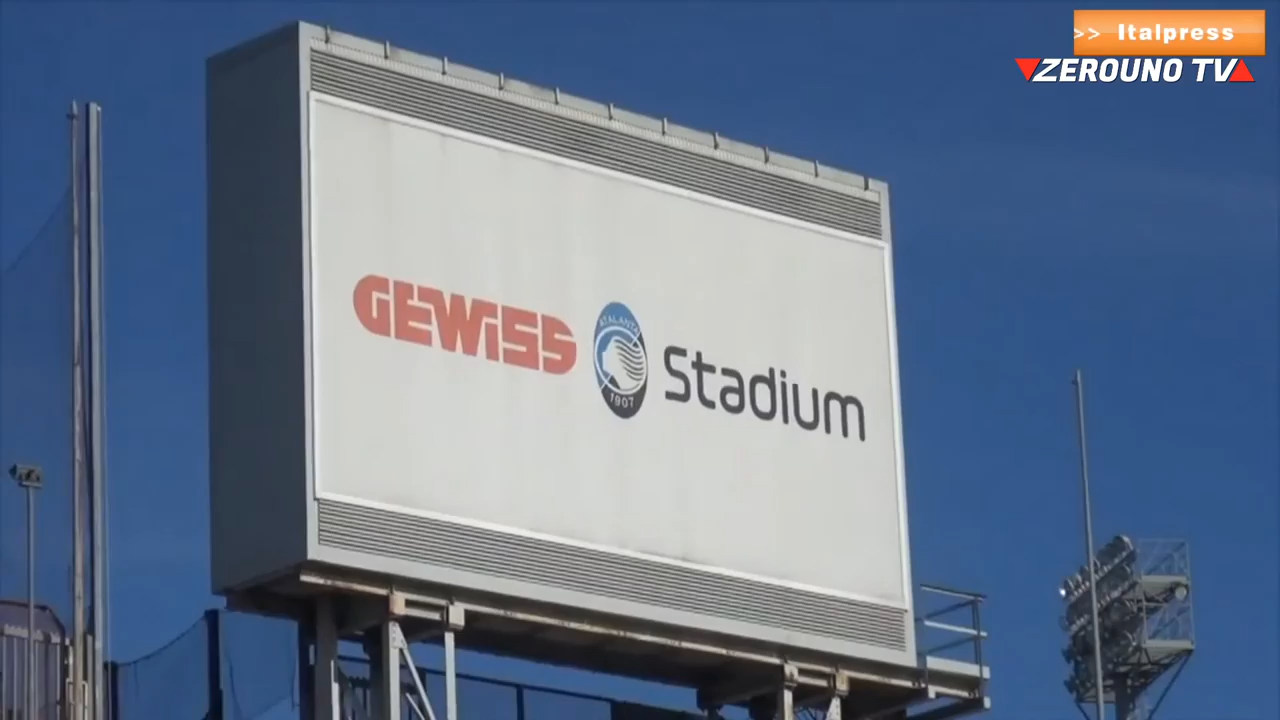 >> Italpress
ZEROUNO TV
GEWISS
ATALANTA
1907
Stadium